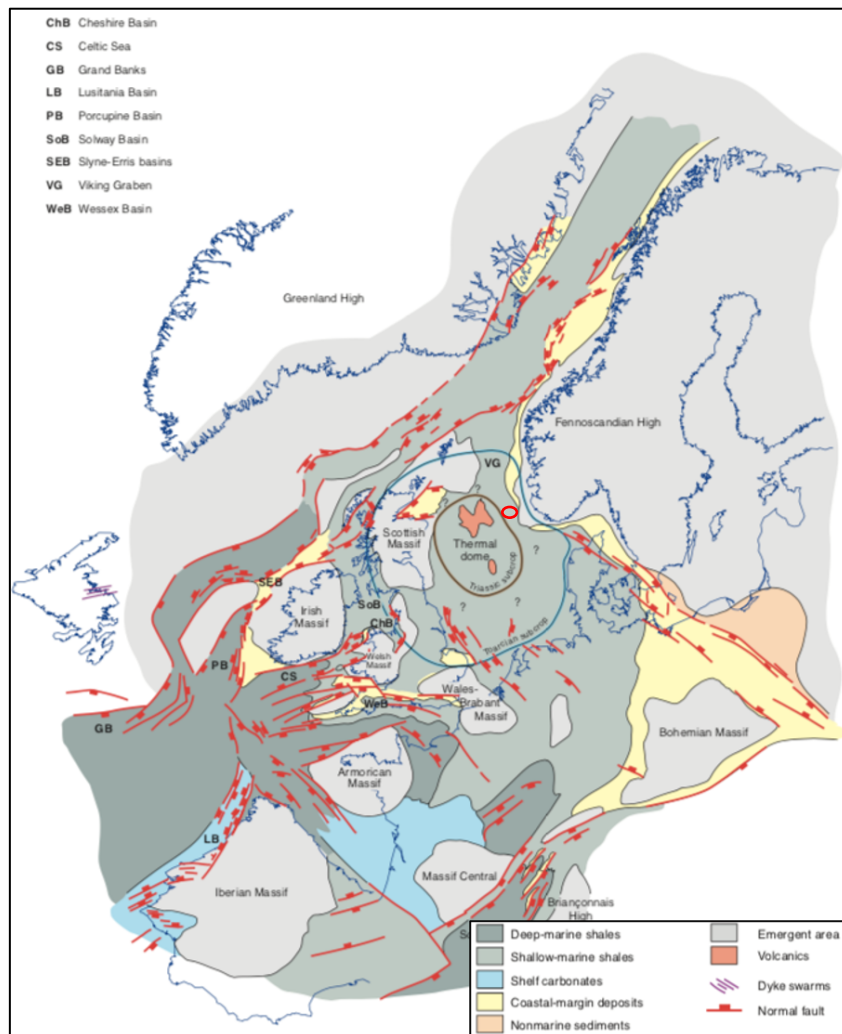 ChB Cheshire Basin
CS Celtic Sea
GB Grand Banks
LB Lusitania Basin
PB Porcupine Basin
SoB Solway Basin
SEB Slyne-Erris basins
VG Viking Graben
WeB Wessex Basin
Greenland High
Fennoscandian High
VG
?
?
Scottish
Massif
Thermal
dome
?
Triassic subcrop
SEB
Irish
Massif
SoB
ChB
?
?
Toartian subcrop
Welsh
Massif
PB
CS
WeB
Wales-
Brabant
Massif
GB
Bohemian Massif
Armorican
Massif
LB
Iberian Massif
Massif Central
Briançonnais
High
Deep-marine shales
Shallow-marine shales
Shelf carbonates
Coastal-margin deposits
Nonmarine sediments
Emergent area
Volcanics
Dyke swarms
Normal fault